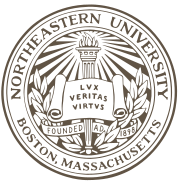 NORTHEASTERN UNIVERSITY
LVX
VERITAS
VIRTVS
FOUNDED A.D. 1898
BOSTON, MASSACHUSETTS